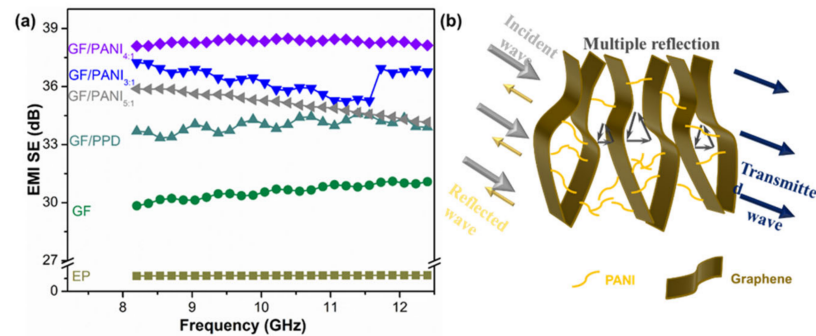 (a)
39
36
33
30
27
0
EMI SE (dB)
GF/PANI4:1
GF/PANI3:1
GF/PANI5:1
GF/PPD
GF
EP
8 9 10 11 12
Frequency (GHz)
(b)
Incident
wave
Multiple reflection
Reflected
wave
Transmitte
d
wave
PANI
Graphene